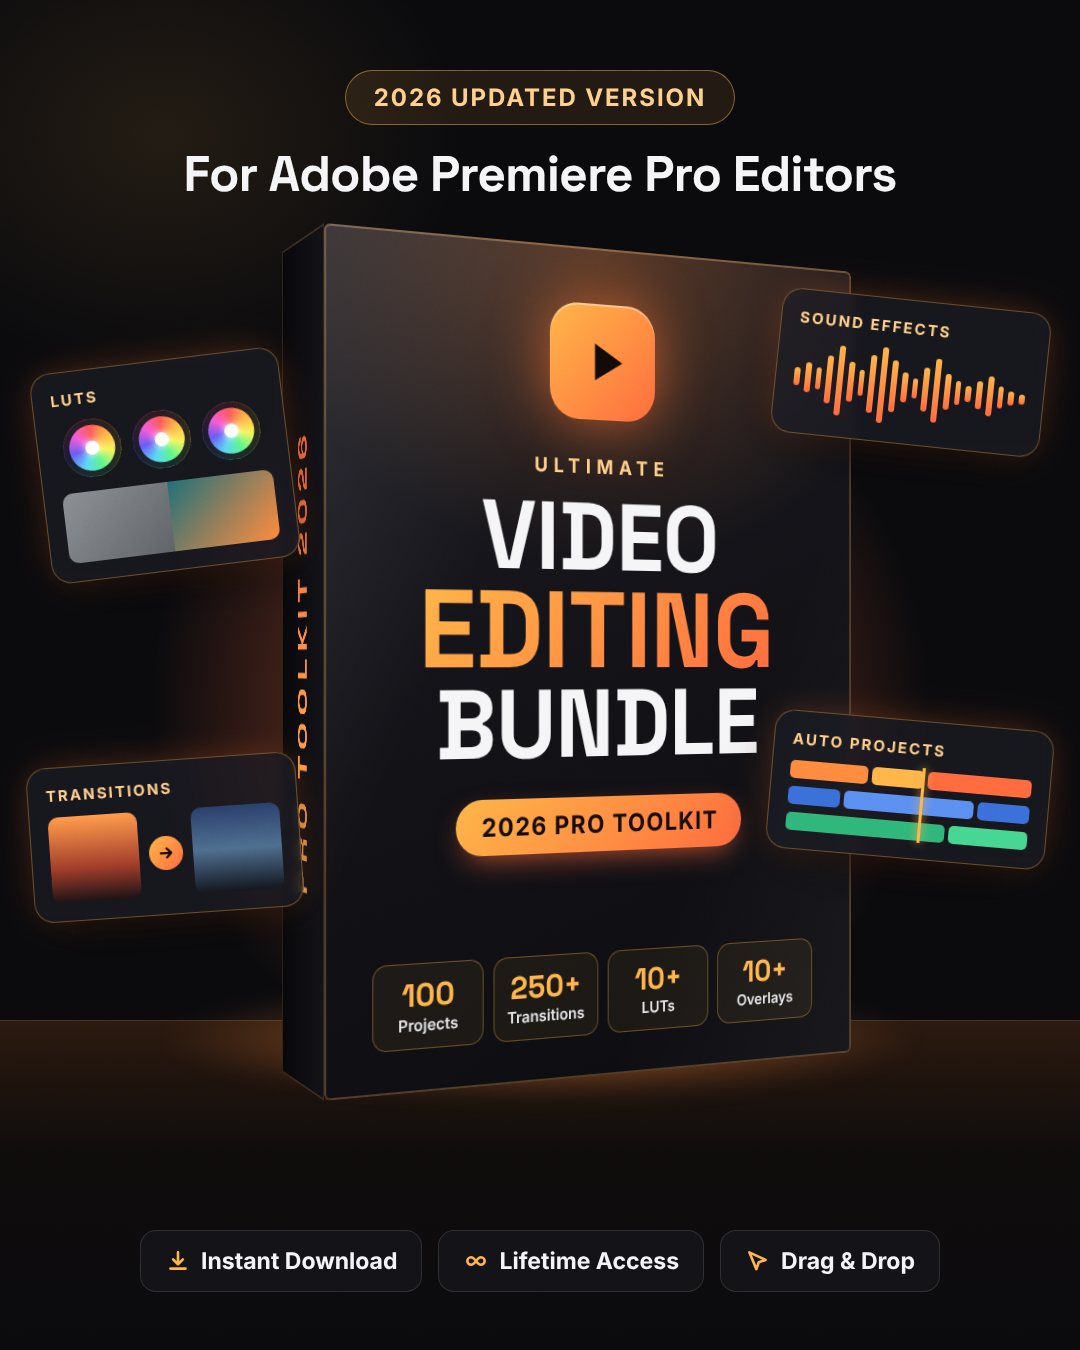 2026 UPDATED VERSION
For Adobe Premiere Pro Editors
SOUND EFFECTS
LUTS
PRO TOOLKIT 2026
ULTIMATE
VIDEO
EDITING
BUNDLE
2026 PRO TOOLKIT
AUTO PROJECTS
TRANSITIONS
100
Projects
250+
Transitions
10+
LUTs
10+
Overlays
Instant Download
Lifetime Access
Drag & Drop